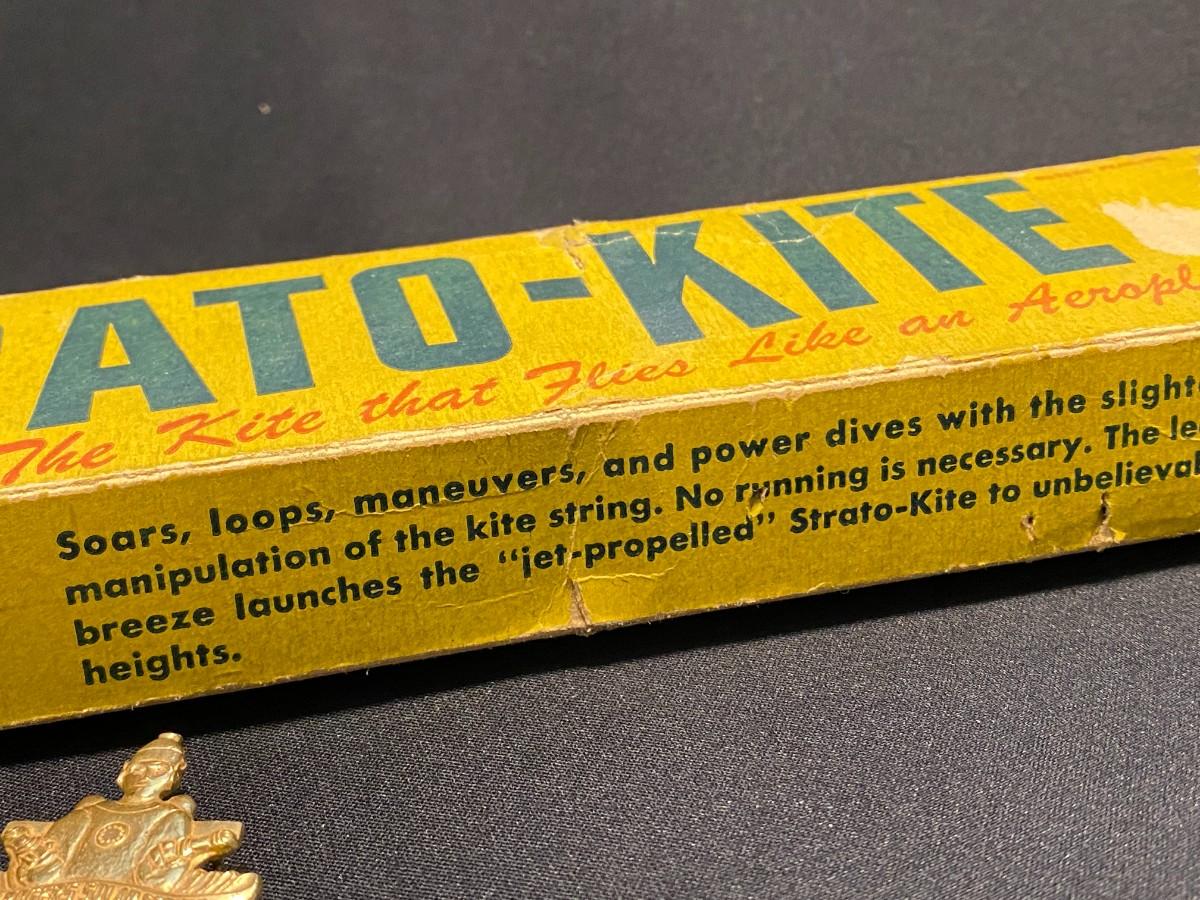 ATO-KITE
The Kite that Flies Like an Aeropl
Soars, loops, maneuvers, and power dives with the slight
manipulation of the kite string. No running is necessary. The le
breeze launches the "jet-propelled" Strato-Kite to unbelieva
heights.